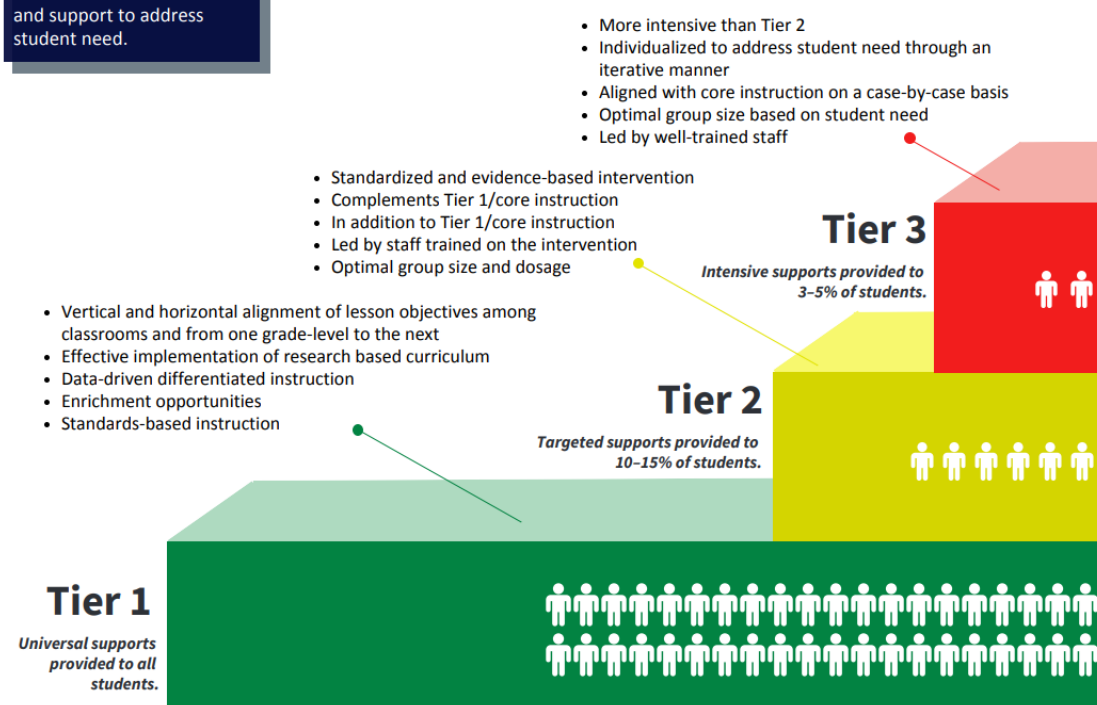 and support to address
student need.
• More intensive than Tier 2
• Individualized to address student need through an
iterative manner
• Aligned with core instruction on a case-by-case basis
• Optimal group size based on student need
• Led by well-trained staff
• Standardized and evidence-based intervention
• Complements Tier 1/core instruction
• In addition to Tier 1/core instruction
• Led by staff trained on the intervention
• Optimal group size and dosage
Tier 3
Intensive supports provided to
3–5% of students.
• Vertical and horizontal alignment of lesson objectives among
classrooms and from one grade-level to the next
• Effective implementation of research based curriculum
• Data-driven differentiated instruction
• Enrichment opportunities
• Standards-based instruction
Tier 2
Targeted supports provided to
10–15% of students.
Tier 1
Universal supports
provided to all
students.